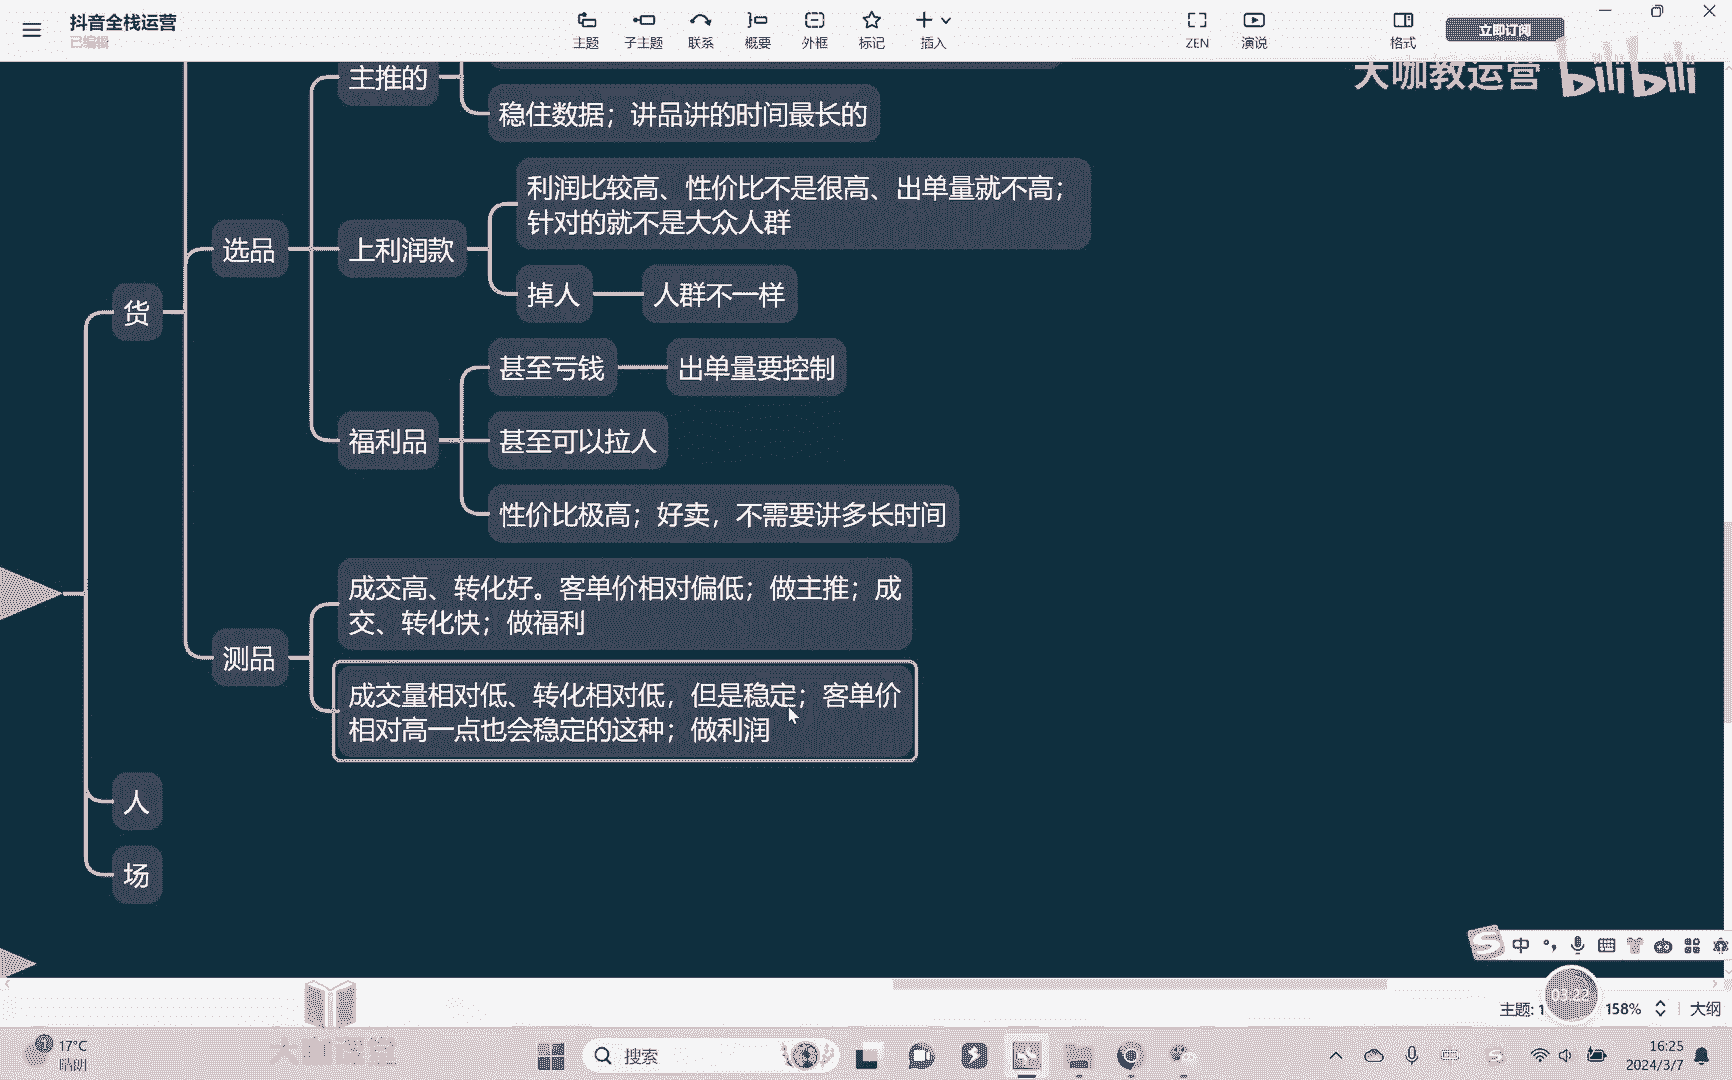 抖音全栈运营
已编辑
主题
子主题
联系
概要
外框
标记
插入
ZEN
演说
格式
立即订阅
大咖教运营
bilibili
主推的
稳住数据；讲品讲的时间最长的
选品
上利润款
利润比较高、性价比不是很高、出单量就不高；
针对的就不是大众人群
掉人
人群不一样
货
福利品
甚至亏钱
出单量要控制
甚至可以拉人
性价比极高；好卖，不需要讲多长时间
测品
成交高、转化好。客单价相对偏低；做主推；成
交、转化快；做福利
成交量相对低、转化相对低，但是稳定；客单价
相对高一点也会稳定的这种；做利润
人
场
中
主题: 1
03:22
158%
大纲
17°C
晴朗
大咖课堂
搜索
16:25
2024/3/7